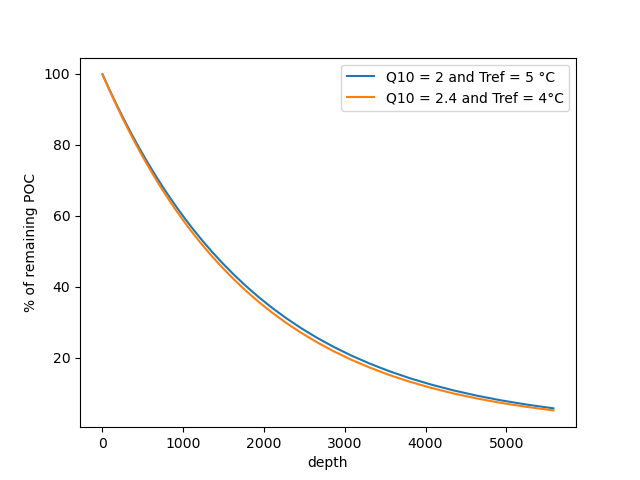 Q10 = 2 and Tref = 5 °C
Q10 = 2.4 and Tref = 4°C
% of remaining POC
100
80
60
40
20
0 1000 2000 3000 4000 5000
depth